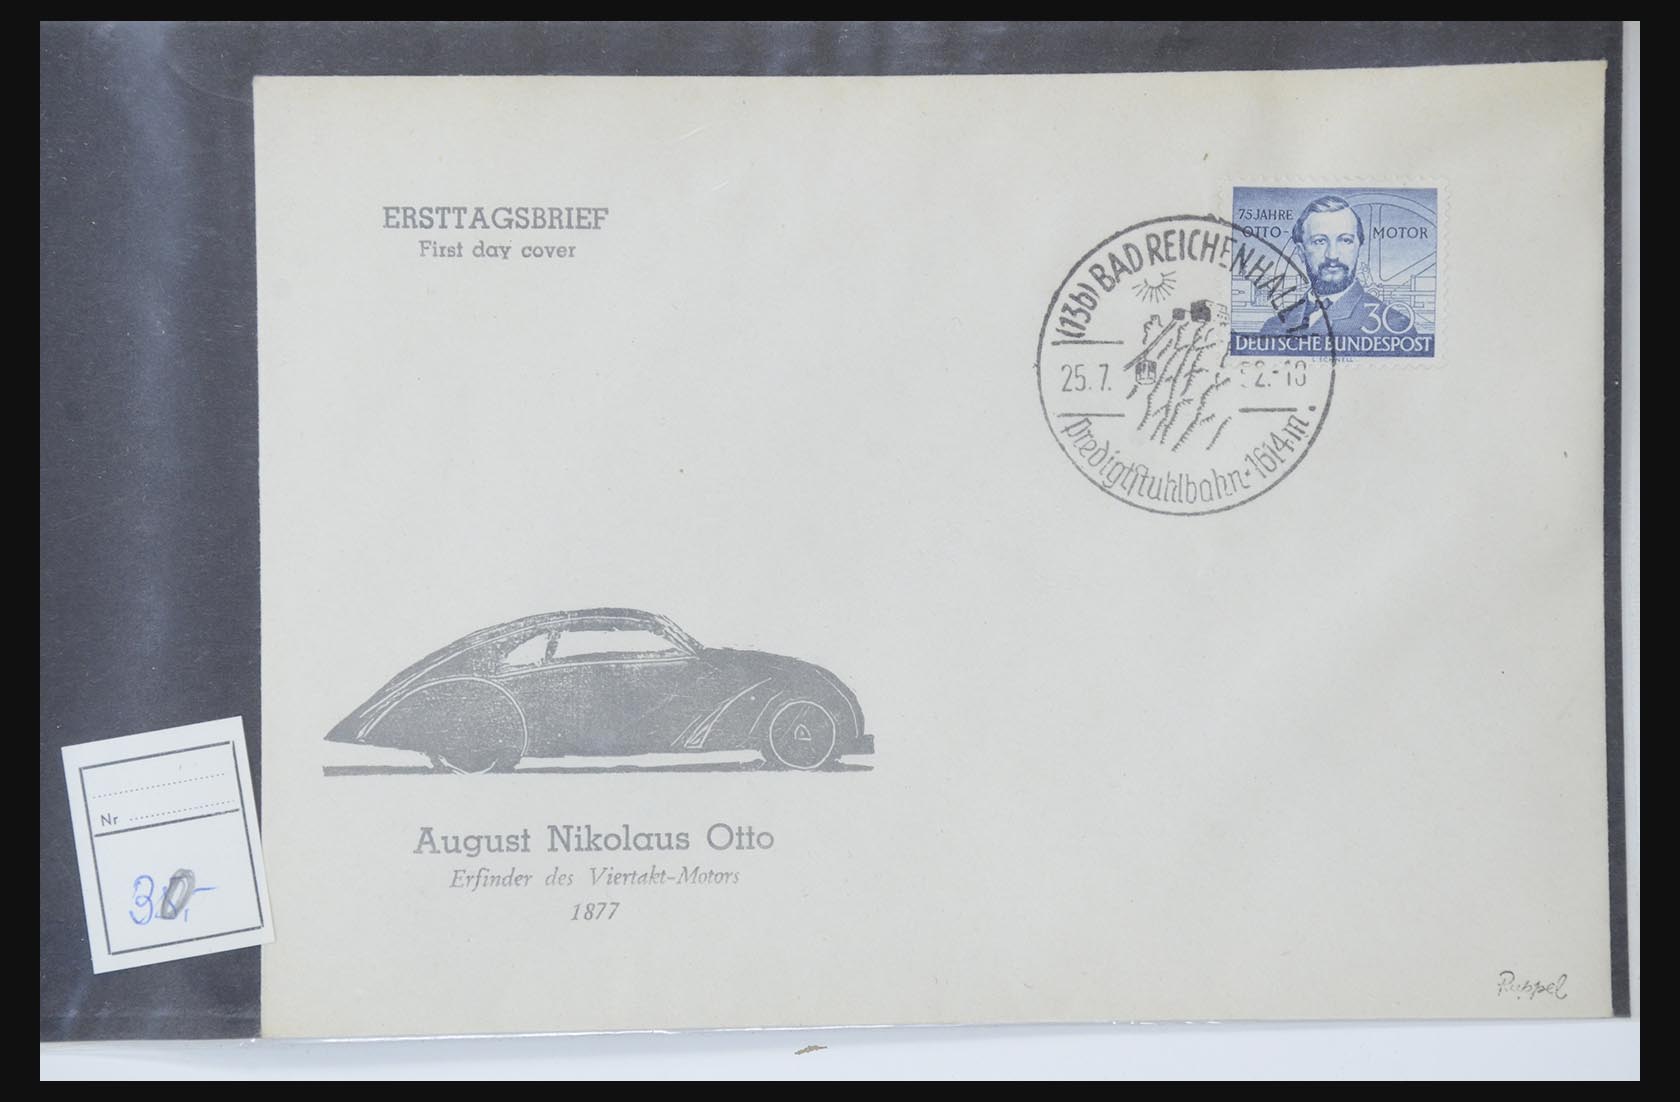 ERSTTAGSBRIEF
First day cover
75 JAHRE
OTTO- MOTOR
30
DEUTSCHE BUNDESPOST
L. SCHNELL
(13b) BAD REICHENHALL
25.7. 52.-10
Predigtstuhlbahn-1614 m.
August Nikolaus Otto
Erfinder des Viertakt-Motors
1877
Nr